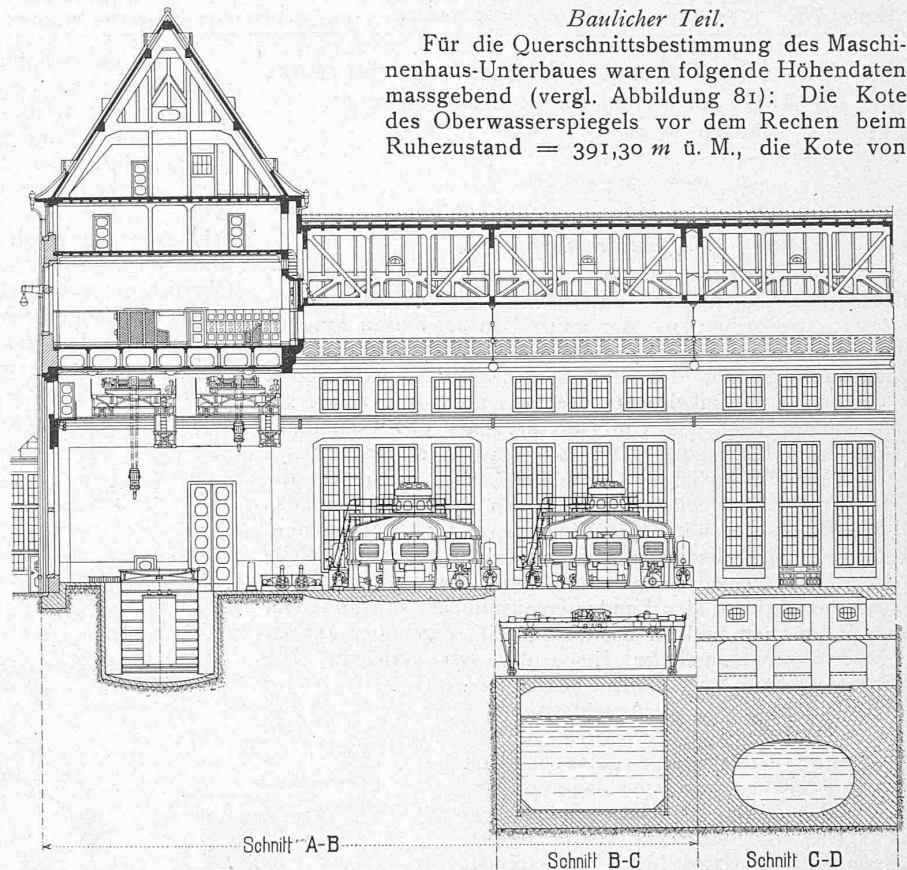 Baulicher Teil.
Für die Querschnittsbestimmung des Maschi-
nenhaus-Unterbaues waren folgende Höhendaten
massgebend (vergl. Abbildung 81): Die Kote
des Oberwasserspiegels vor dem Rechen beim
Ruhezustand = 391,30 m ü. M., die Kote von
Schnitt A-B
Schnitt B-C
Schnitt C-D